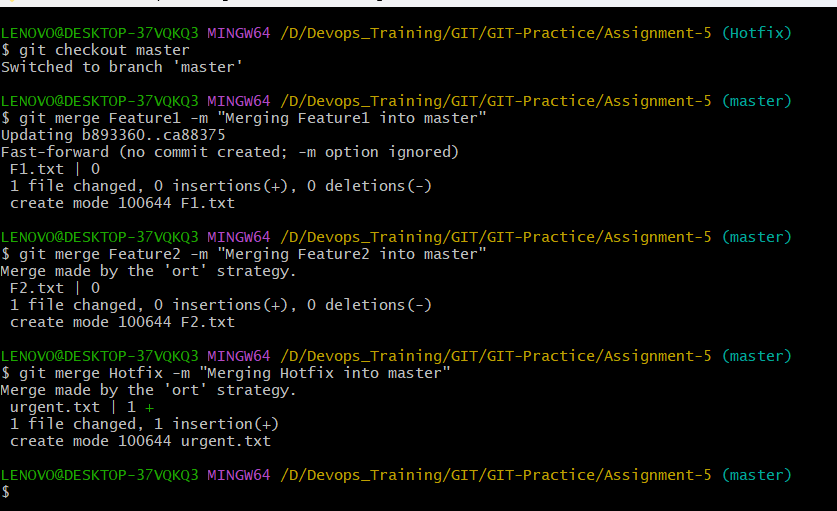 LENOVO@DESKTOP-37VQKQ3 MINGW64 /D/Devops_Training/GIT/GIT-Practice/Assignment-5 (Hotfix)
$ git checkout master
Switched to branch 'master'
LENOVO@DESKTOP-37VQKQ3 MINGW64 /D/Devops_Training/GIT/GIT-Practice/Assignment-5 (master)
$ git merge Feature1 -m "Merging Feature1 into master"
Updating b893360..ca88375
Fast-forward (no commit created; -m option ignored)
 F1.txt | 0
 1 file changed, 0 insertions(+), 0 deletions(-)
 create mode 100644 F1.txt
LENOVO@DESKTOP-37VQKQ3 MINGW64 /D/Devops_Training/GIT/GIT-Practice/Assignment-5 (master)
$ git merge Feature2 -m "Merging Feature2 into master"
Merge made by the 'ort' strategy.
 F2.txt | 0
 1 file changed, 0 insertions(+), 0 deletions(-)
 create mode 100644 F2.txt
LENOVO@DESKTOP-37VQKQ3 MINGW64 /D/Devops_Training/GIT/GIT-Practice/Assignment-5 (master)
$ git merge Hotfix -m "Merging Hotfix into master"
Merge made by the 'ort' strategy.
 urgent.txt | 1 +
 1 file changed, 1 insertion(+)
 create mode 100644 urgent.txt
LENOVO@DESKTOP-37VQKQ3 MINGW64 /D/Devops_Training/GIT/GIT-Practice/Assignment-5 (master)
$